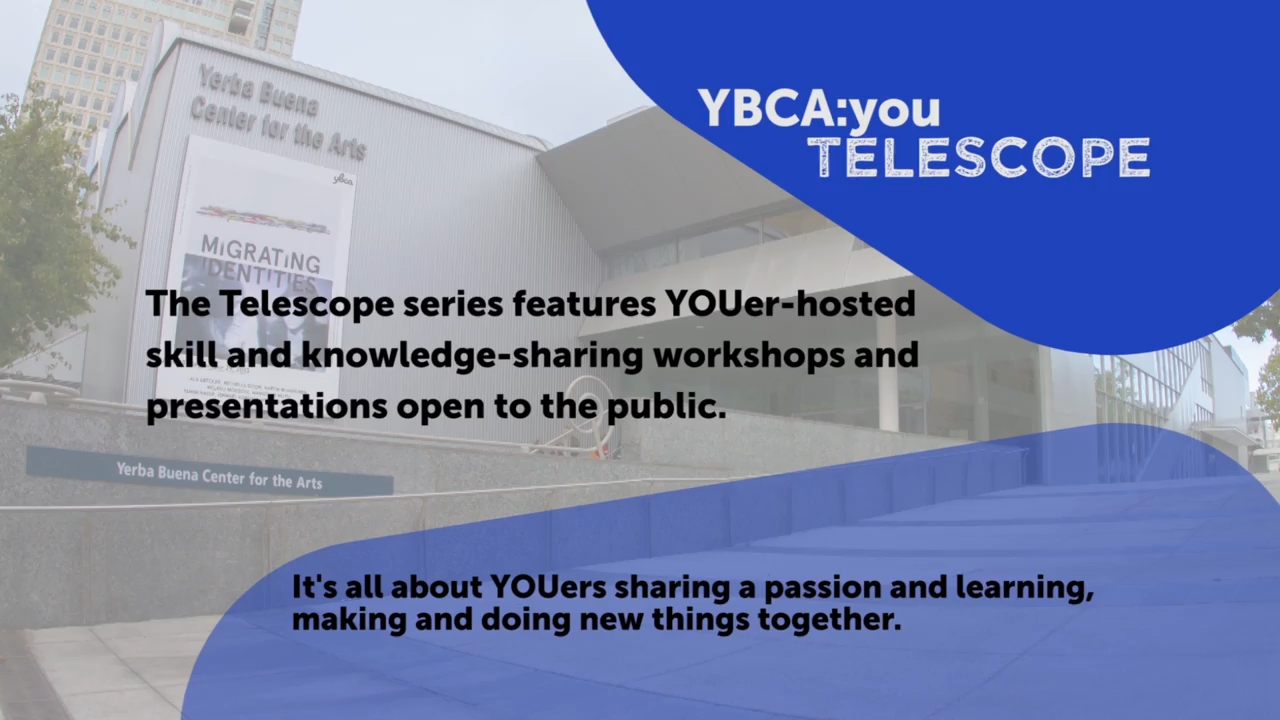 Yerba Buena
Center for the Arts
ybca
MiGRATiNG
iDENTiTiES
YBCA:you
TELESCOPE
The Telescope series features YOUer-hosted
skill and knowledge-sharing workshops and
presentations open to the public.
Yerba Buena Center for the Arts
It's all about YOUers sharing a passion and learning,
making and doing new things together.